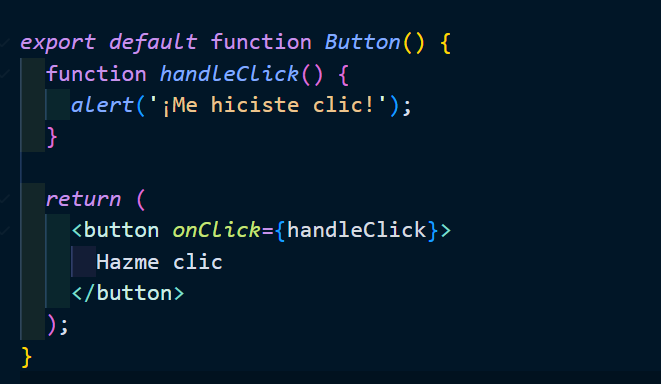 export default function Button() {
  function handleClick() {
    alert('¡Me hiciste clic!');
  }

  return (
    <button onClick={handleClick}>
      Hazme clic
    </button>
  );
}